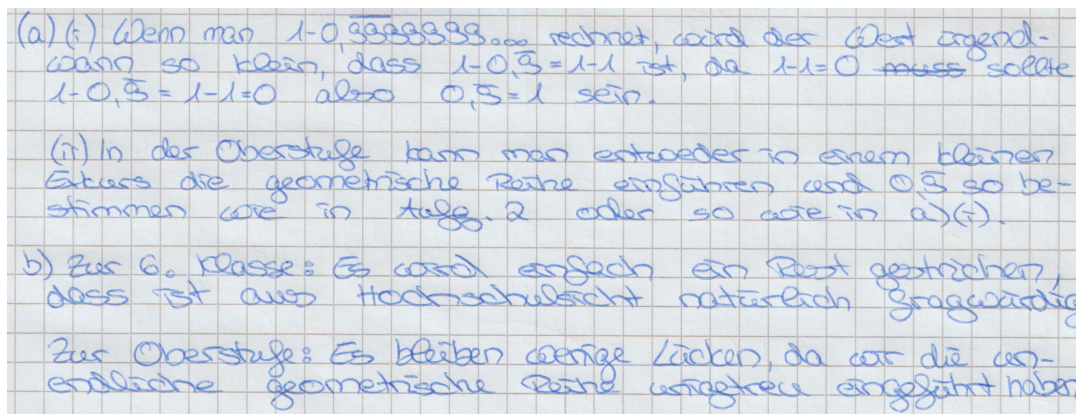 (a) (i) Wenn man 1-0,99999999... rechnet, wird der Wert irgend-
wann so klein, dass 1-0,9̅=1-1 ist, da 1-1=0 muss sollte
1-0,9̅=1-1=0 also 0,9̅=1 sein.
(ii) In der Oberstufe kann man entweder in einem kleinen
Exkurs die geometrische Reihe einführen und 0,9̅ so be-
stimmen wie in Aufg. 2 oder so wie in a)(i).
b) Zur 6. Klasse: Es wird einfach ein Rest gestrichen,
dass ist aus Hochschulsicht natürlich fragwürdig
Zur Oberstufe: Es bleiben wenige Lücken, da wir die un-
endliche geometrische Reihe eingeführt haben